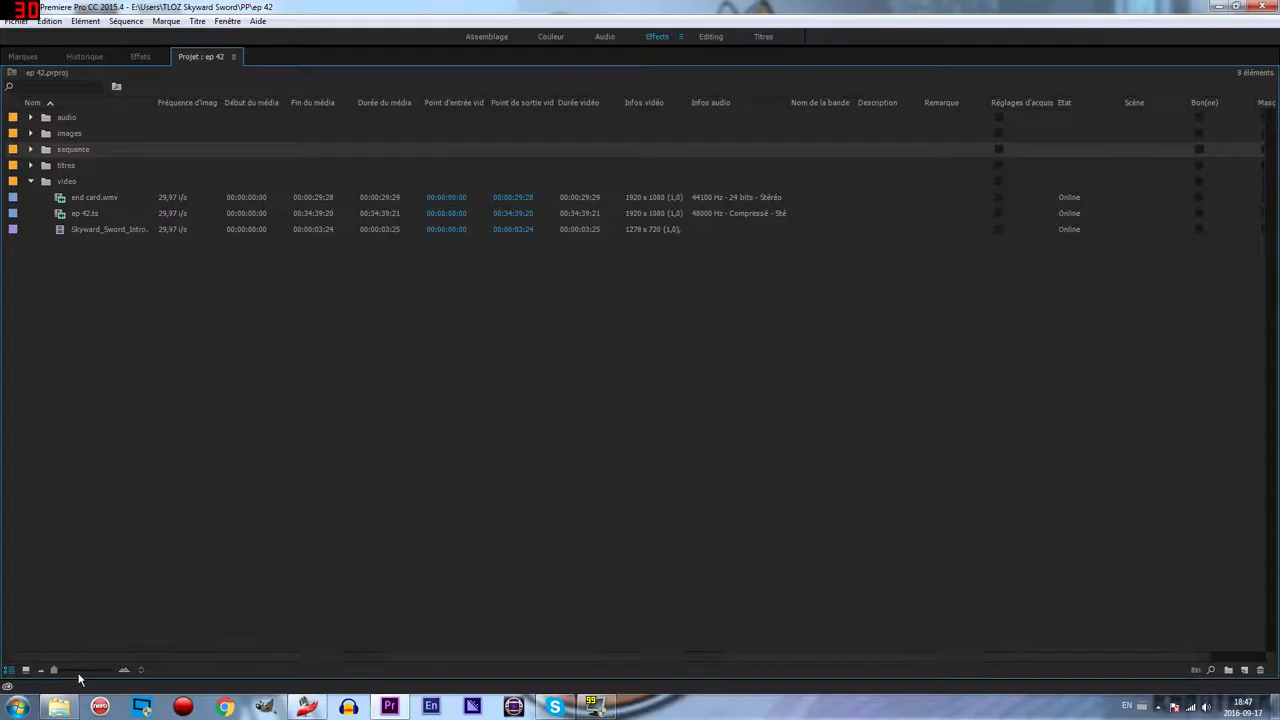 30
Premiere Pro CC 2015.4 - E:\Users\TLOZ Skyward Sword\PP\ep 42
Fichier Edition Elément Séquence Marque Titre Fenêtre Aide
Assemblage Couleur Audio Effects Editing Titres
Marques Historique Effets Projet : ep 42
ep 42.prproj 8 éléments
Nom Fréquence d'imag Début du média Fin du média Durée du média Point d'entrée vid Point de sortie vid Durée vidéo Infos vidéo Infos audio Nom de la bande Description Remarque Réglages d'acquis Etat Scène Bon(ne) Masc
audio
images
sequence
titres
video
end card.wmv 29,97 i/s 00:00:00:00 00:00:29:28 00:00:29:29 00:00:00:00 00:00:29:28 00:00:29:29 1920 x 1080 (1,0) 44100 Hz - 24 bits - Stéréo Online
ep 42.ts 29,97 i/s 00:00:00:00 00:34:39:20 00:34:39:21 00:00:00:00 00:34:39:20 00:34:39:21 1920 x 1080 (1,0) 48000 Hz - Compressé - Sté Online
Skyward_Sword_Intro. 29,97 i/s 00:00:00:00 00:00:03:24 00:00:03:25 00:00:00:00 00:00:03:24 00:00:03:25 1278 x 720 (1,0), Online
nero Pr En S 99 EN 18:47
2016-09-17